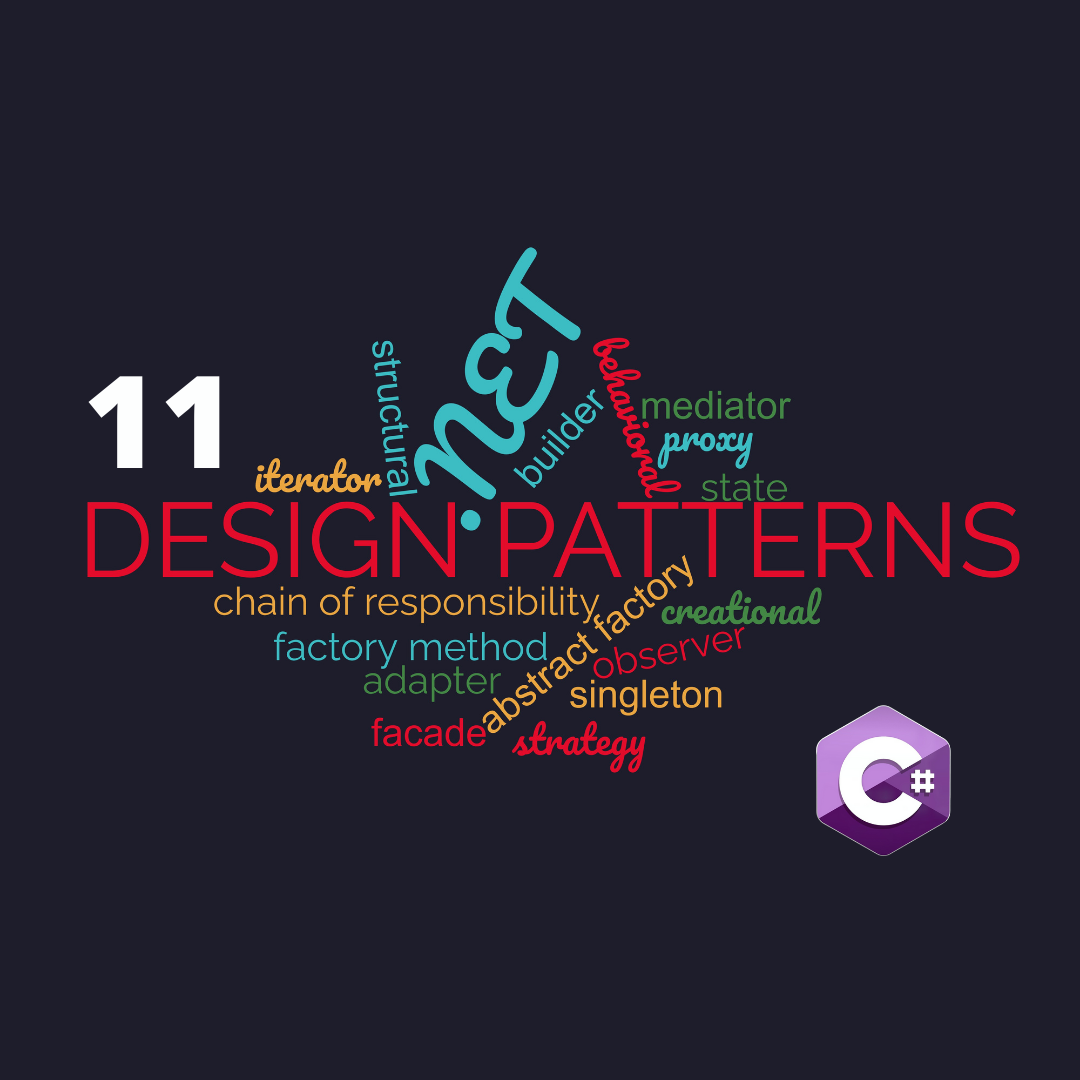 11
.NET
structural
builder
behavioral
mediator
proxy
iterator
state
DESIGN PATTERNS
chain of responsibility
abstract factory
creational
factory method
observer
adapter
singleton
facade
strategy
C#